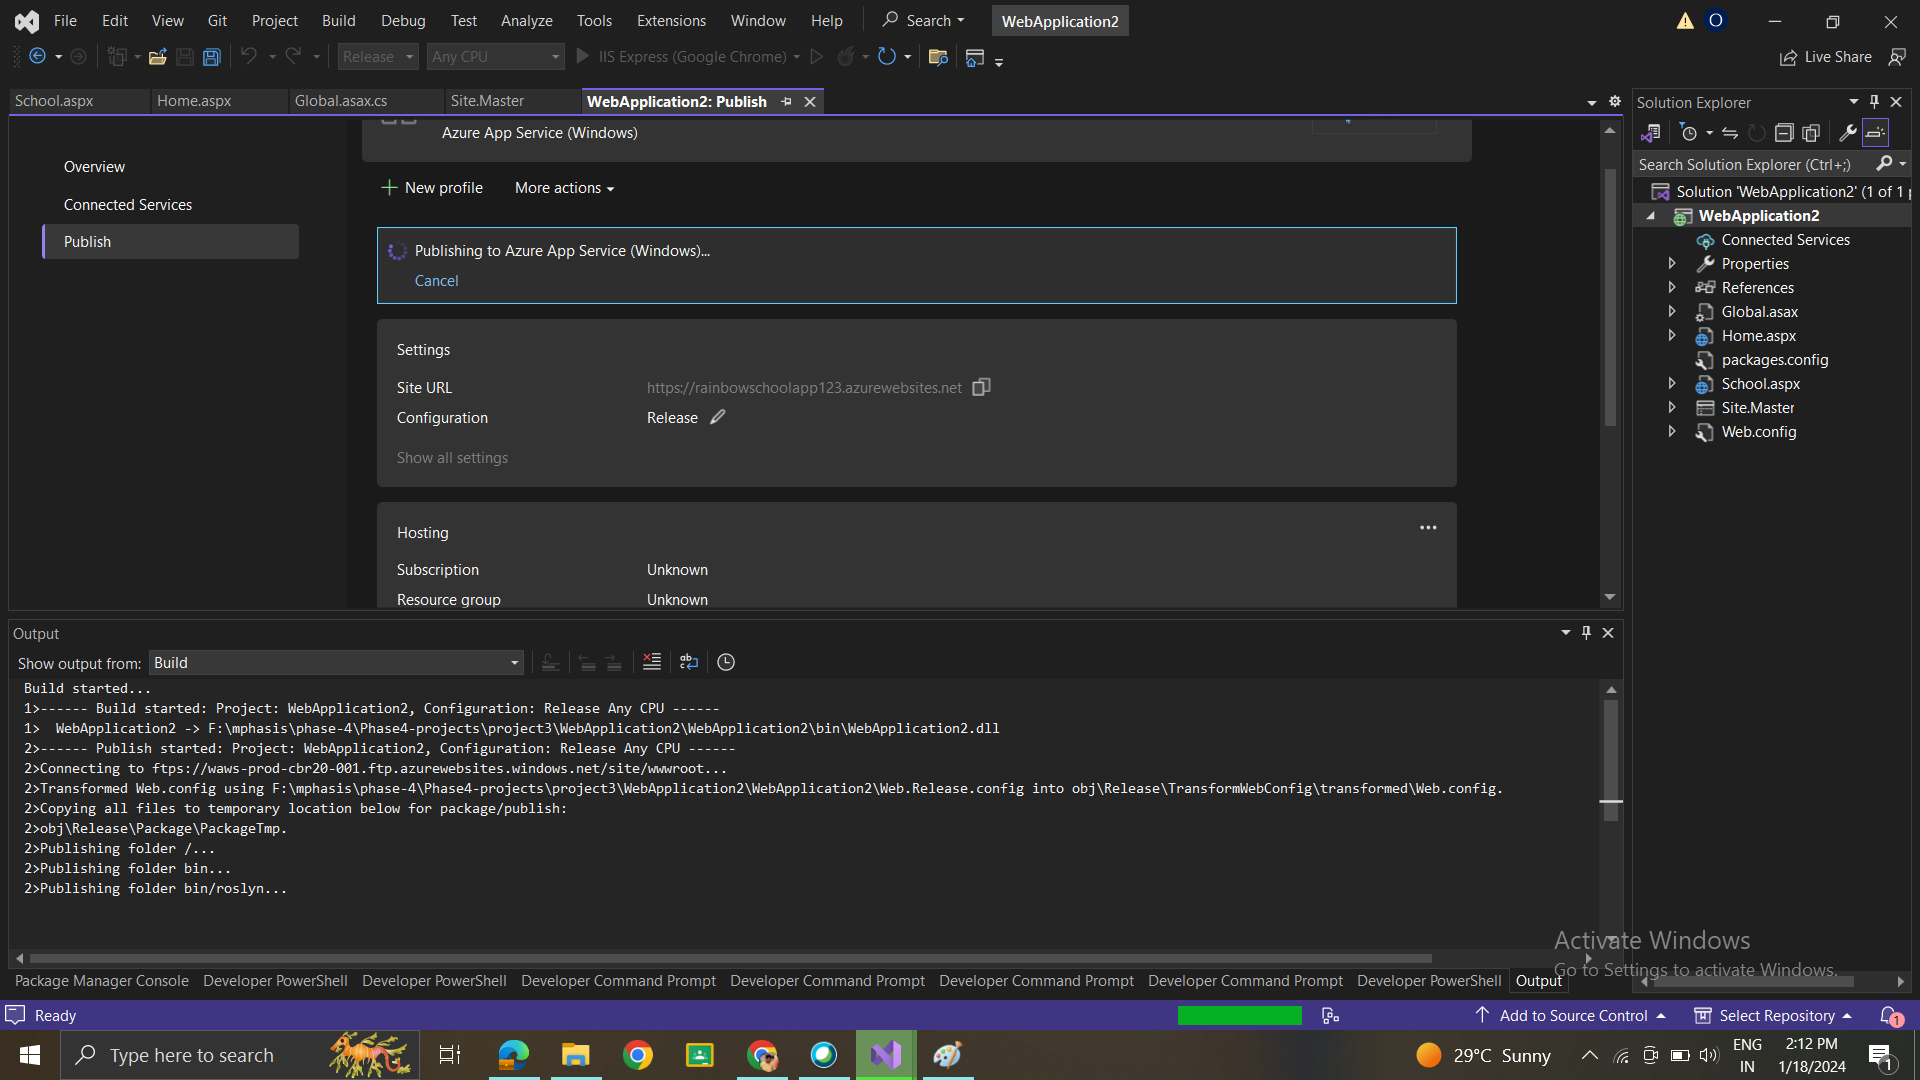 File Edit View Git Project Build Debug Test Analyze Tools Extensions Window Help Search WebApplication2 O
Release Any CPU IIS Express (Google Chrome) Live Share
School.aspx Home.aspx Global.asax.cs Site.Master WebApplication2: Publish
Solution Explorer
Azure App Service (Windows)
Overview
Connected Services
Publish
New profile More actions
Publishing to Azure App Service (Windows)...
Cancel
Settings
Site URL https://rainbowschoolapp123.azurewebsites.net
Configuration Release
Show all settings
Hosting
Subscription Unknown
Resource group Unknown
Search Solution Explorer (Ctrl+;)
Solution 'WebApplication2' (1 of 1
WebApplication2
Connected Services
Properties
References
Global.asax
Home.aspx
packages.config
School.aspx
Site.Master
Web.config
Output
Show output from: Build
Build started...
1>------ Build started: Project: WebApplication2, Configuration: Release Any CPU ------
1>  WebApplication2 -> F:\mphasis\phase-4\Phase4-projects\project3\WebApplication2\WebApplication2\bin\WebApplication2.dll
2>------ Publish started: Project: WebApplication2, Configuration: Release Any CPU ------
2>Connecting to ftps://waws-prod-cbr20-001.ftp.azurewebsites.windows.net/site/wwwroot...
2>Transformed Web.config using F:\mphasis\phase-4\Phase4-projects\project3\WebApplication2\WebApplication2\Web.Release.config into obj\Release\TransformWebConfig\transformed\Web.config.
2>Copying all files to temporary location below for package/publish:
2>obj\Release\Package\PackageTmp.
2>Publishing folder /...
2>Publishing folder bin...
2>Publishing folder bin/roslyn...
Activate Windows
Go to Settings to activate Windows.
Package Manager Console Developer PowerShell Developer PowerShell Developer Command Prompt Developer Command Prompt Developer Command Prompt Developer Command Prompt Developer PowerShell Output
Ready Add to Source Control Select Repository 1
Type here to search 29°C Sunny ENG IN 2:12 PM 1/18/2024 1